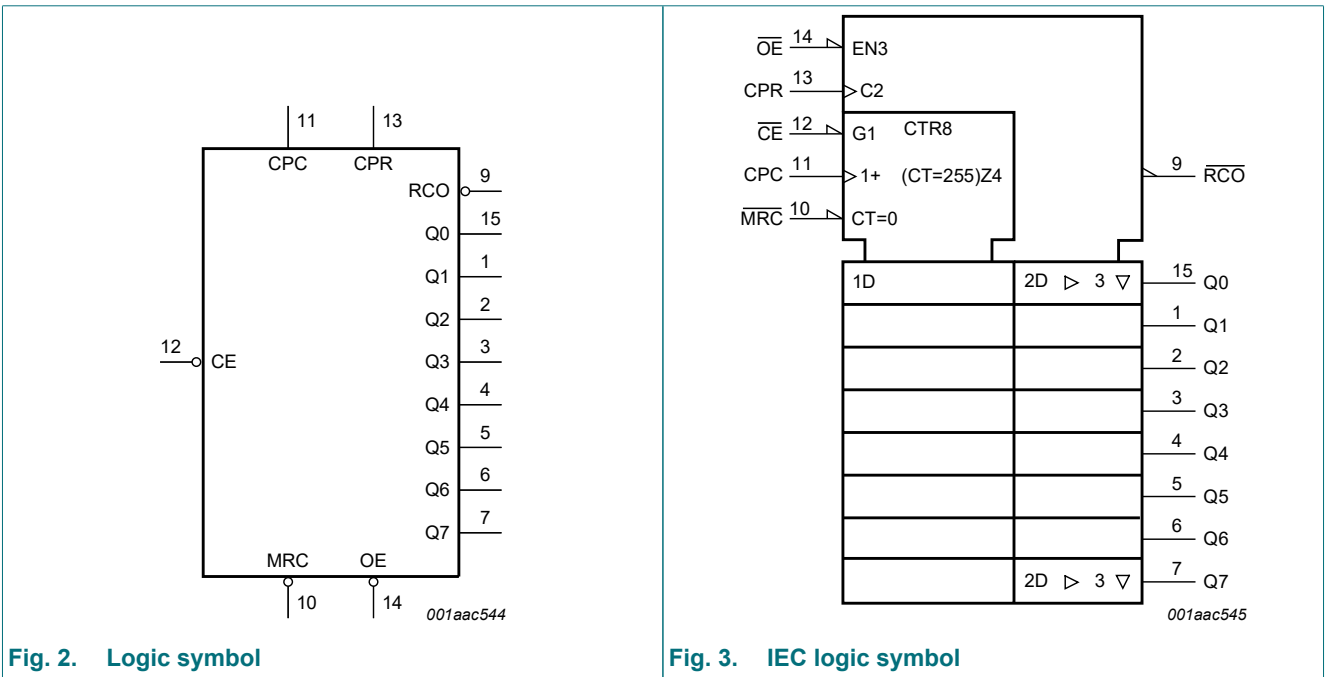 11 13
CPC CPR
RCO 9
Q0 15
Q1 1
Q2 2
12 CE Q3 3
Q4 4
Q5 5
Q6 6
Q7 7
MRC OE
10 14
001aac544
Fig. 2. Logic symbol
OE 14 EN3
CPR 13 C2
CE 12 G1 CTR8
CPC 11 1+ (CT=255)Z4
9 RCO
MRC 10 CT=0
1D 2D 3 15 Q0
1 Q1
2 Q2
3 Q3
4 Q4
5 Q5
6 Q6
2D 3 7 Q7
001aac545
Fig. 3. IEC logic symbol